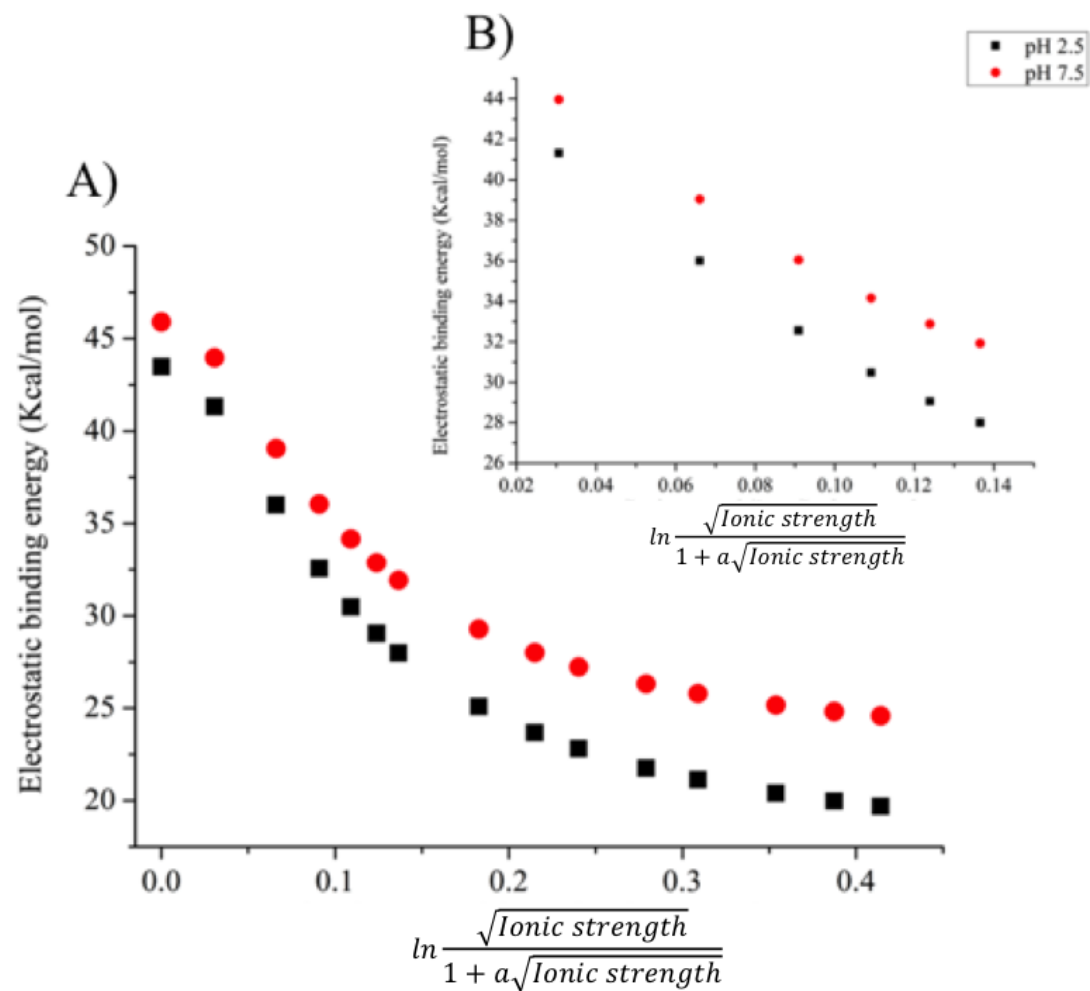 B)
pH 2.5
pH 7.5
Electrostatic binding energy (Kcal/mol)
44
42
40
38
36
34
32
30
28
26
0.02 0.04 0.06 0.08 0.10 0.12 0.14
ln √Ionic strength / 1 + a√Ionic strength
A)
Electrostatic binding energy (Kcal/mol)
50
45
40
35
30
25
20
0.0 0.1 0.2 0.3 0.4
ln √Ionic strength / 1 + a√Ionic strength